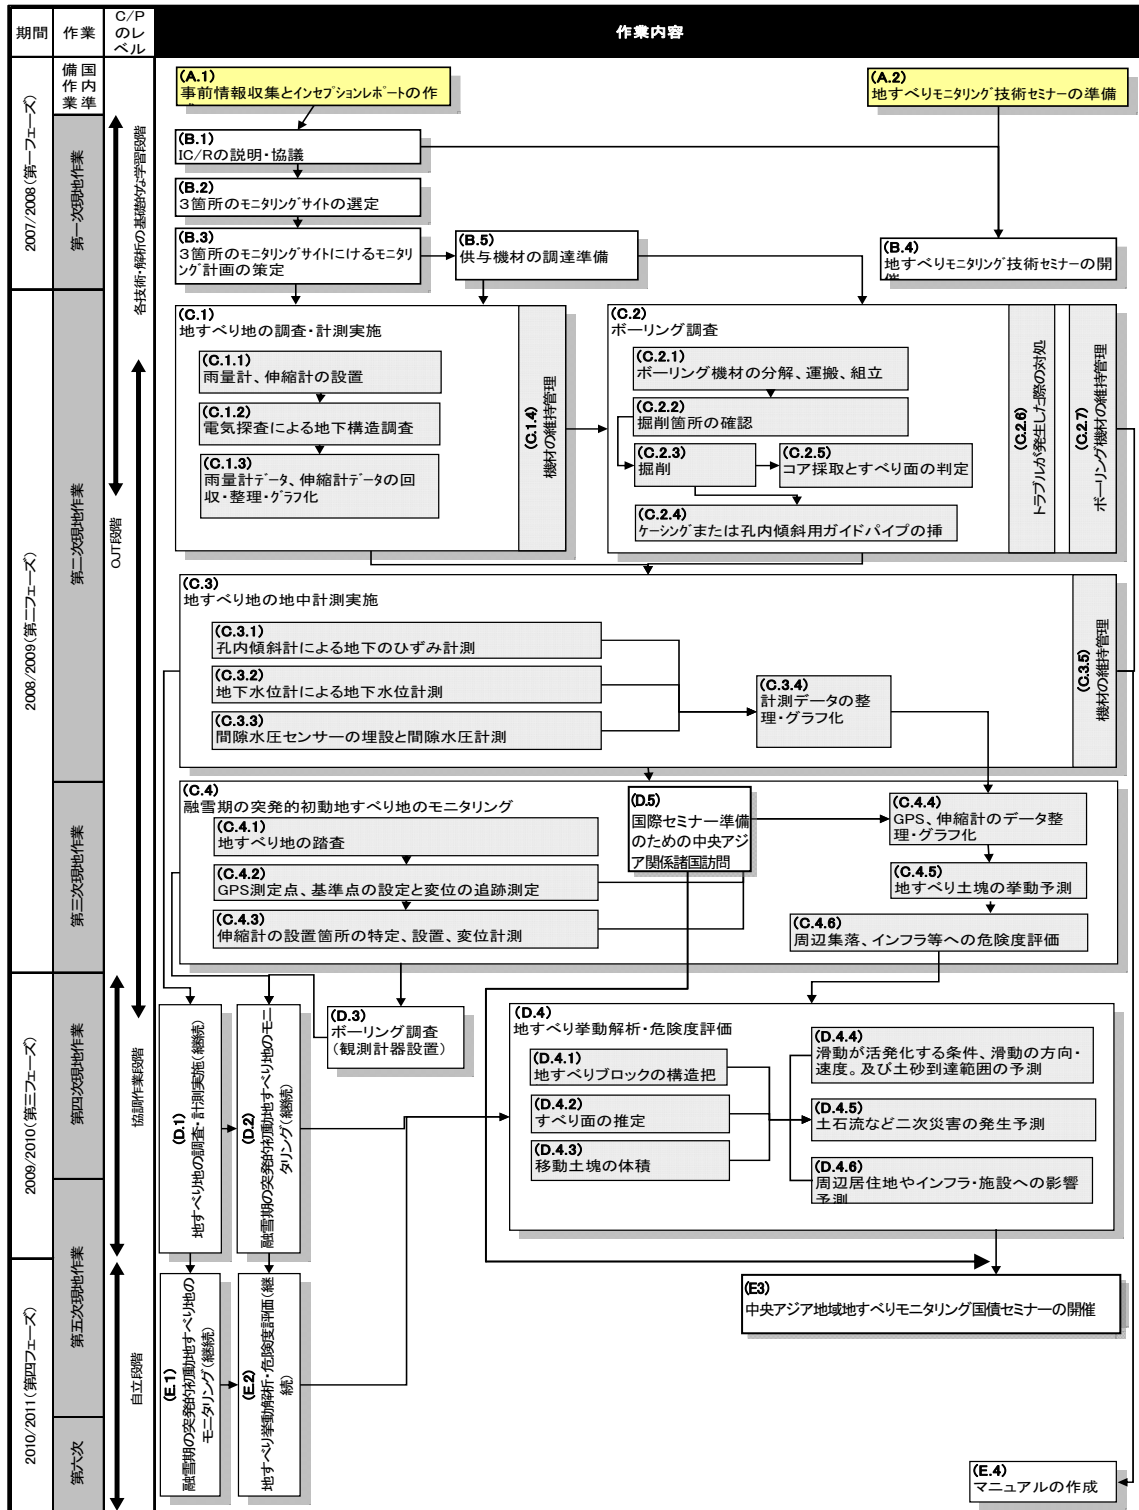 期間
作業
C/P
のレ
ベル
作業内容
2007/2008(第一フェーズ)
2008/2009(第二フェーズ)
2009/2010(第三フェーズ)
2010/2011(第四フェーズ)
国内準
備作業
第一次現地作業
第二次現地作業
第三次現地作業
第四次現地作業
第五次現地作業
第六次
各技術・解析の基礎的な学習段階
OJT段階
協調作業段階
自立段階
(A.1)
事前情報収集とインセプションレポートの作
(A.2)
地すべりモニタリング技術セミナーの準備
(B.1)
IC/Rの説明・協議
(B.2)
3箇所のモニタリングサイトの選定
(B.3)
3箇所のモニタリングサイトにけるモニタリ
ング計画の策定
(B.5)
供与機材の調達準備
(B.4)
地すべりモニタリング技術セミナーの開
催
(C.1)
地すべり地の調査・計測実施
(C.1.1)
雨量計、伸縮計の設置
(C.1.2)
電気探査による地下構造調査
(C.1.3)
雨量計データ、伸縮計データの回
収・整理・グラフ化
(C.1.4)
機材の維持管理
(C.2)
ボーリング調査
(C.2.1)
ボーリング機材の分解、運搬、組立
(C.2.2)
掘削箇所の確認
(C.2.3)
掘削
(C.2.5)
コア採取とすべり面の判定
(C.2.4)
ケーシングまたは孔内傾斜用ガイドパイプの挿
(C.2.6)
トラブルが発生した際の対処
(C.2.7)
ボーリング機材の維持管理
(C.3)
地すべり地の地中計測実施
(C.3.1)
孔内傾斜計による地下のひずみ計測
(C.3.2)
地下水位計による地下水位計測
(C.3.3)
間隙水圧センサーの埋設と間隙水圧計測
(C.3.4)
計測データの整
理・グラフ化
(C.3.5)
機材の維持管理
(C.4)
融雪期の突発的初動地すべり地のモニタリング
(C.4.1)
地すべり地の踏査
(C.4.2)
GPS測定点、基準点の設定と変位の追跡測定
(C.4.3)
伸縮計の設置箇所の特定、設置、変位計測
(D.5)
国際セミナー準備
のための中央アジ
ア関係諸国訪問
(C.4.4)
GPS、伸縮計のデータ整
理・グラフ化
(C.4.5)
地すべり土塊の挙動予測
(C.4.6)
周辺集落、インフラ等への危険度評価
(D.1)
地すべり地の調査・計測実施(継続)
(D.2)
融雪期の突発的初動地すべり地のモニ
タリング(継続)
(D.3)
ボーリング調査
(観測計器設置)
(D.4)
地すべり挙動解析・危険度評価
(D.4.1)
地すべりブロックの構造把
(D.4.2)
すべり面の推定
(D.4.3)
移動土塊の体積
(D.4.4)
滑動が活発化する条件、滑動の方向・
速度。及び土砂到達範囲の予測
(D.4.5)
土石流など二次災害の発生予測
(D.4.6)
周辺居住地やインフラ・施設への影響
予測
(E.1)
融雪期の突発的初動地すべり地の
モニタリング(継続)
(E.2)
地すべり挙動解析・危険度評価(継
続)
(E3)
中央アジア地域地すべりモニタリング国債セミナーの開催
(E.4)
マニュアルの作成